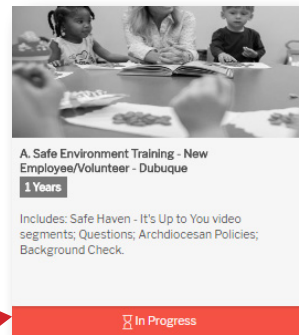 A. Safe Environment Training - New
Employee/Volunteer - Dubuque
1 Years
Includes: Safe Haven - It's Up to You video
segments; Questions; Archdiocesan Policies;
Background Check.
In Progress